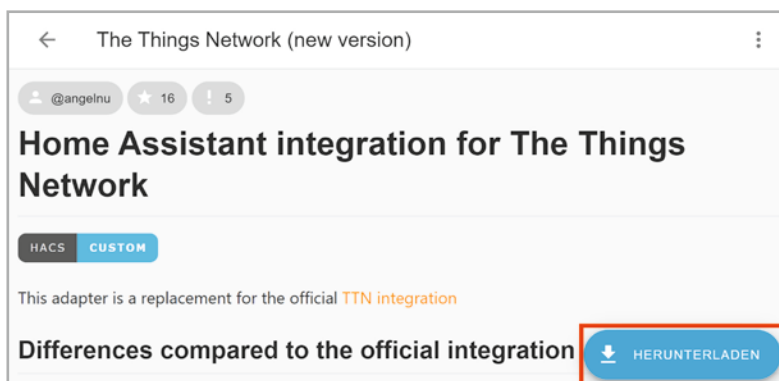 The Things Network (new version)
@angelnu 16 5
Home Assistant integration for The Things
Network
HACS CUSTOM
This adapter is a replacement for the official TTN integration
Differences compared to the official integration
HERUNTERLADEN